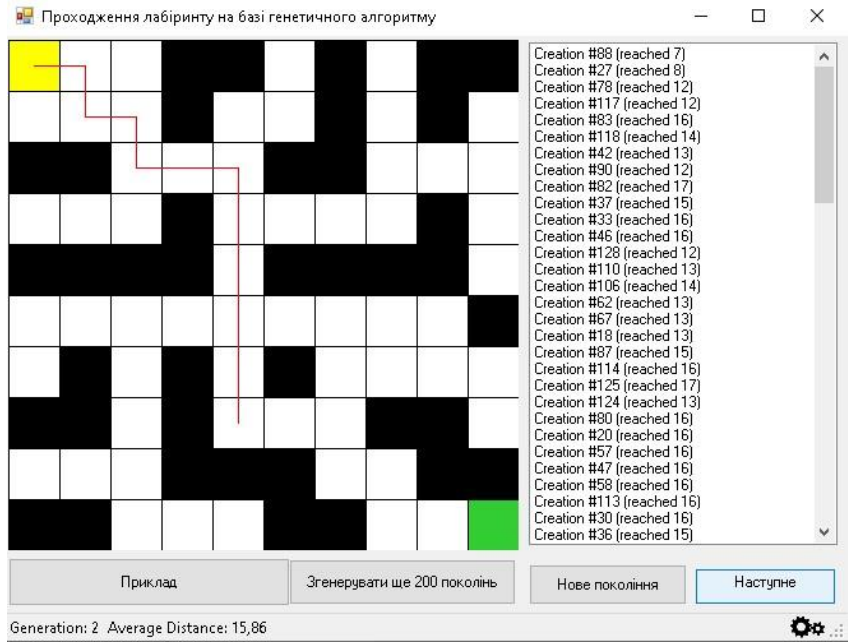 Проходження лабіринту на базі генетичного алгоритму
Creation #88 (reached 7)
Creation #27 (reached 8)
Creation #78 (reached 12)
Creation #117 (reached 12)
Creation #83 (reached 16)
Creation #118 (reached 14)
Creation #42 (reached 13)
Creation #90 (reached 12)
Creation #82 (reached 17)
Creation #37 (reached 15)
Creation #33 (reached 16)
Creation #46 (reached 16)
Creation #128 (reached 12)
Creation #110 (reached 13)
Creation #106 (reached 14)
Creation #62 (reached 13)
Creation #67 (reached 13)
Creation #18 (reached 13)
Creation #87 (reached 15)
Creation #114 (reached 16)
Creation #125 (reached 17)
Creation #124 (reached 13)
Creation #80 (reached 16)
Creation #20 (reached 16)
Creation #57 (reached 16)
Creation #47 (reached 16)
Creation #58 (reached 16)
Creation #113 (reached 16)
Creation #30 (reached 16)
Creation #36 (reached 15)
Приклад
Згенерувати ще 200 поколінь
Нове покоління
Наступне
Generation: 2 Average Distance: 15,86